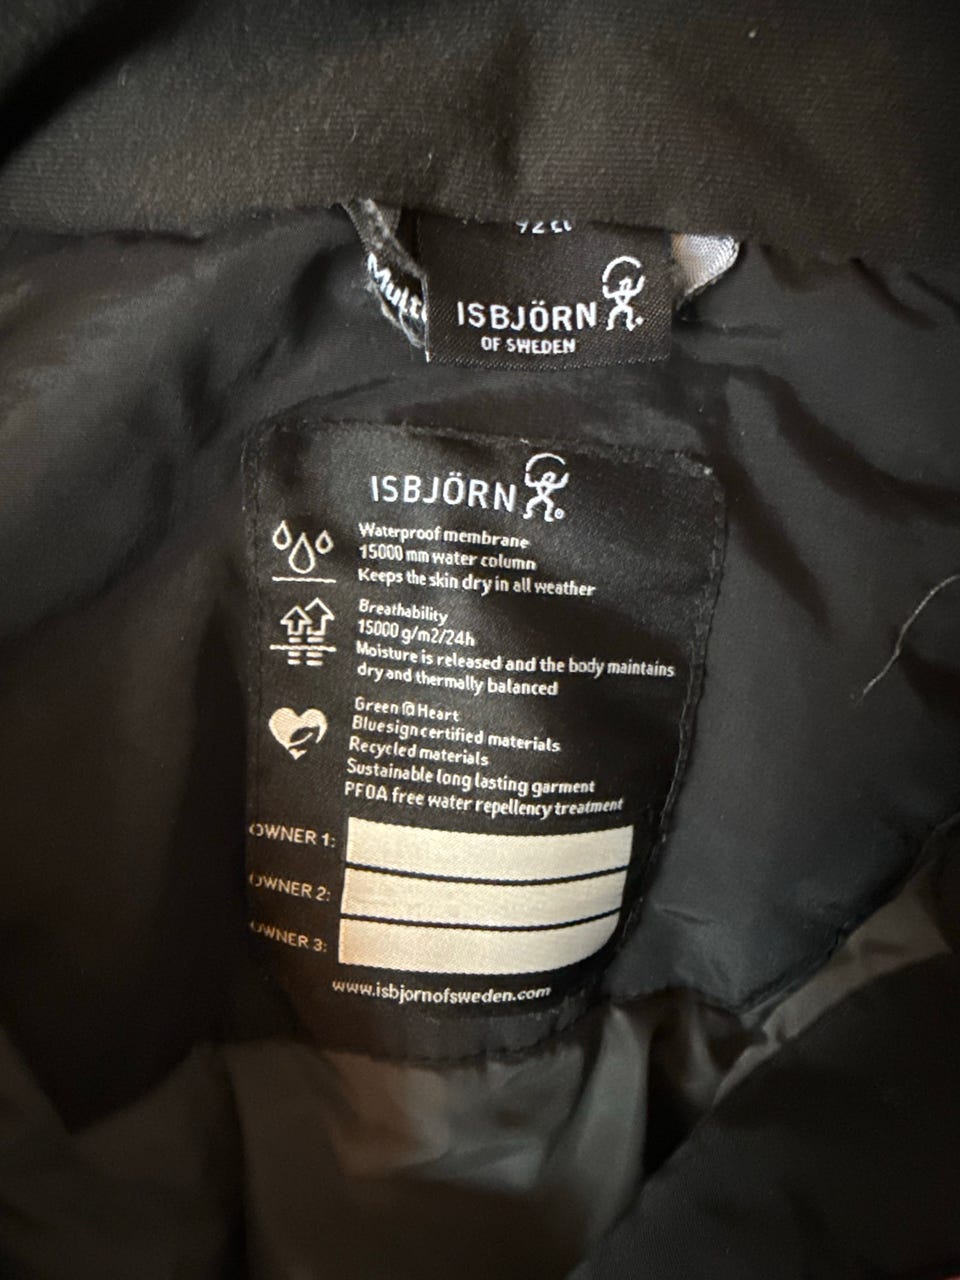 ISBJÖRN
OF SWEDEN
ISBJÖRN
Waterproof membrane
15000 mm water column
Keeps the skin dry in all weather
Breathability
15000 g/m2/24h
Moisture is released and the body maintains
dry and thermally balanced
Green @ Heart
Bluesign certified materials
Recycled materials
Sustainable long lasting garment
PFOA free water repellency treatment
OWNER 1:
OWNER 2:
OWNER 3:
www.isbjornofsweden.com